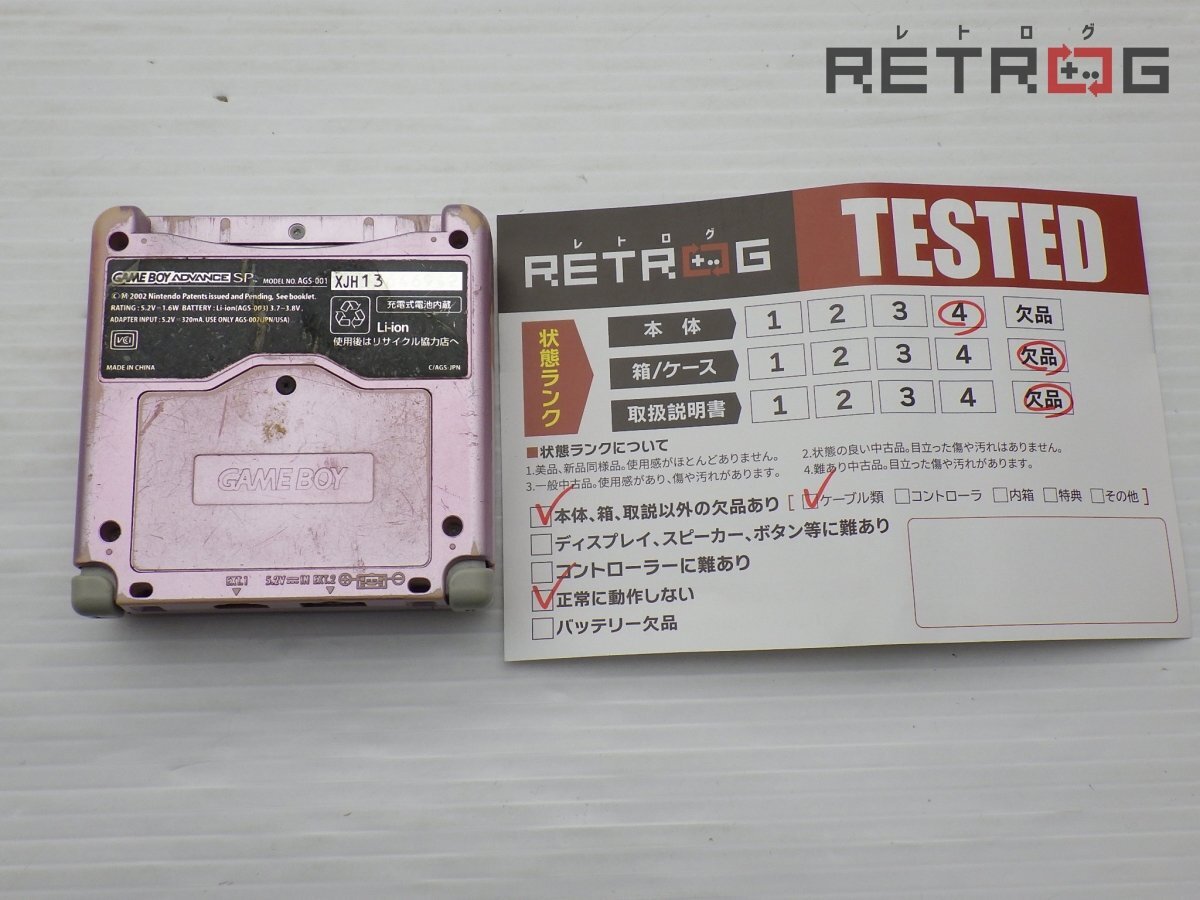 レトログ
RETROG
GAME BOY ADVANCE SP™ MODEL NO. AGS-001 XJH13
© M 2002 Nintendo Patents issued and Pending, See booklet.
RATING : 5.2V⎓1.6W BATTERY : Li-ion(AGS-003) 3.7⎓3.8V.
ADAPTER INPUT : 5.2V⎓320mA. USE ONLY AGS-002(JPN/USA)
充電式電池内蔵
Li-ion
使用後はリサイクル協力店へ
VCI
MADE IN CHINA
C/AGS-JPN
GAME BOY
EXT.1 5.2V⎓IN EXT.2
レトログ
RETROG
TESTED
状態ランク
本体 1 2 3 4 欠品
箱/ケース 1 2 3 4 欠品
取扱説明書 1 2 3 4 欠品
■状態ランクについて
1.美品、新品同様品。使用感がほとんどありません。
2.状態の良い中古品。目立った傷や汚れはありません。
3.一般中古品。使用感があり、傷や汚れがあります。
4.難あり中古品。目立った傷や汚れがあります。
本体、箱、取説以外の欠品あり [ ケーブル類 コントローラ 内箱 特典 その他 ]
ディスプレイ、スピーカー、ボタン等に難あり
コントローラーに難あり
正常に動作しない
バッテリー欠品